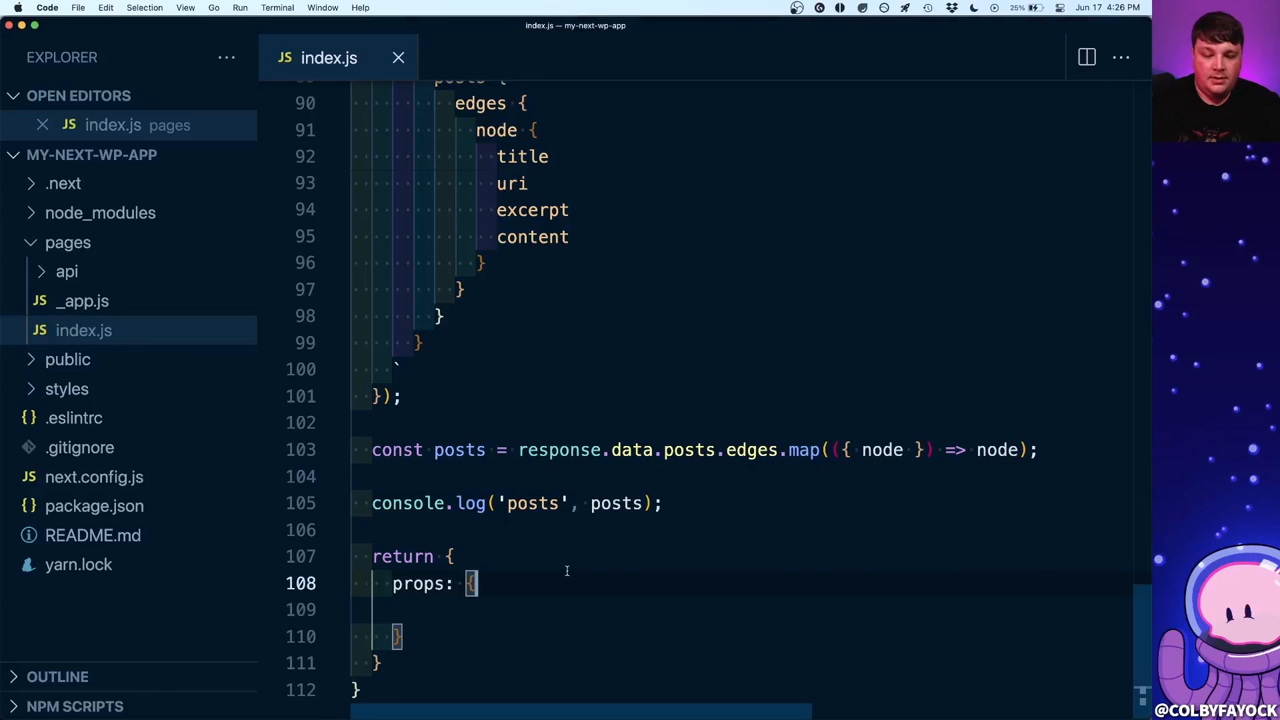 Code File Edit Selection View Go Run Terminal Window Help 25% Jun 17 4:26 PM
index.js — my-next-wp-app
EXPLORER
OPEN EDITORS
index.js pages
MY-NEXT-WP-APP
.next
node_modules
pages
api
_app.js
index.js
public
styles
.eslintrc
.gitignore
next.config.js
package.json
README.md
yarn.lock
OUTLINE
NPM SCRIPTS
JS index.js
posts {
90 edges {
91 node {
92 title
93 uri
94 excerpt
95 content
96 }
97 }
98 }
99 }
100 `
101 });
102
103 const posts = response.data.posts.edges.map(({ node }) => node);
104
105 console.log('posts', posts);
106
107 return {
108 props: {
109
110 }
111 }
112 }
@COLBYFAYOCK